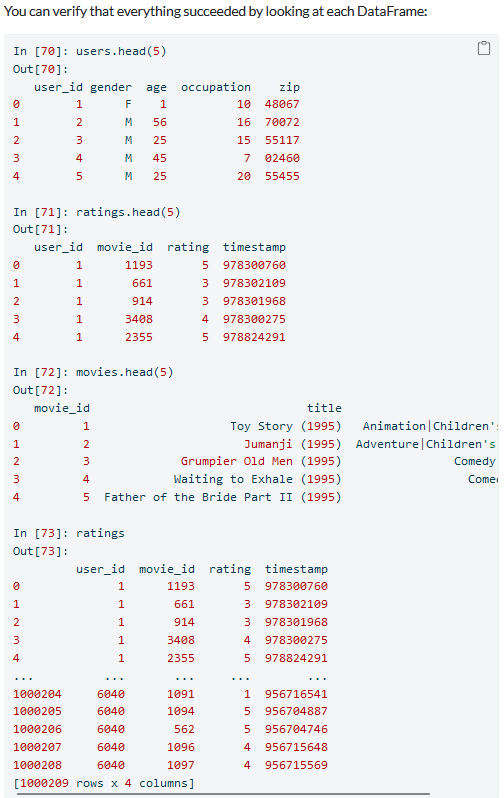 You can verify that everything succeeded by looking at each DataFrame:
In [70]: users.head(5)
Out[70]:
   user_id gender  age  occupation    zip
0        1      F    1          10  48067
1        2      M   56          16  70072
2        3      M   25          15  55117
3        4      M   45           7  02460
4        5      M   25          20  55455
In [71]: ratings.head(5)
Out[71]:
   user_id  movie_id  rating  timestamp
0        1      1193       5  978300760
1        1       661       3  978302109
2        1       914       3  978301968
3        1      3408       4  978300275
4        1      2355       5  978824291
In [72]: movies.head(5)
Out[72]:
   movie_id                               title
0         1                    Toy Story (1995)   Animation|Children's
1         2                      Jumanji (1995)  Adventure|Children's
2         3             Grumpier Old Men (1995)                Comedy
3         4            Waiting to Exhale (1995)                  Come
4         5  Father of the Bride Part II (1995)
In [73]: ratings
Out[73]:
         user_id  movie_id  rating  timestamp
0              1      1193       5  978300760
1              1       661       3  978302109
2              1       914       3  978301968
3              1      3408       4  978300275
4              1      2355       5  978824291
...          ...       ...     ...        ...
1000204     6040      1091       1  956716541
1000205     6040      1094       5  956704887
1000206     6040       562       5  956704746
1000207     6040      1096       4  956715648
1000208     6040      1097       4  956715569
[1000209 rows x 4 columns]